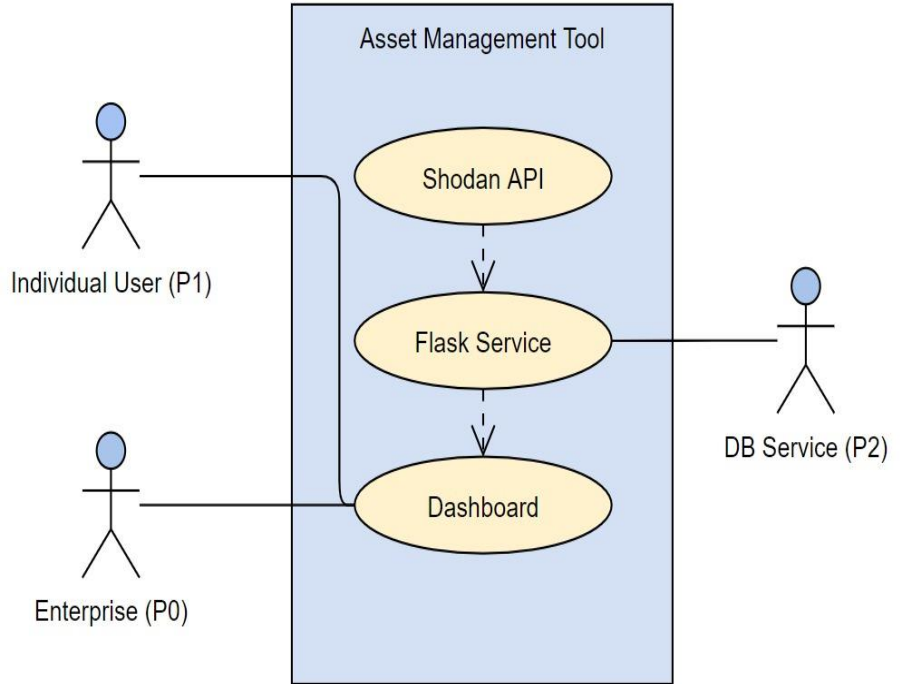 Asset Management Tool
Shodan API
Individual User (P1)
Flask Service
DB Service (P2)
Dashboard
Enterprise (P0)